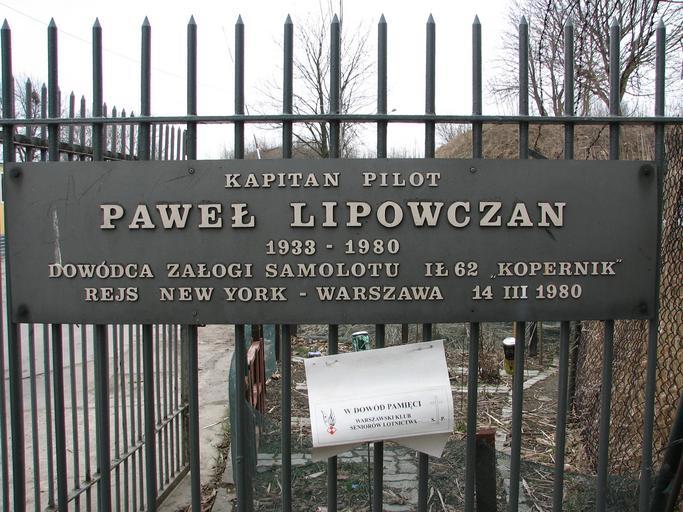 KAPITAN PILOT
PAWEŁ LIPOWCZAN
1933 - 1980
DOWÓDCA ZAŁOGI SAMOLOTU IŁ 62 „KOPERNIK"
REJS NEW YORK - WARSZAWA 14 III 1980
W DOWÓD PAMIĘCI
WARSZAWSKI KLUB
SENIORÓW LOTNICTWA
S. P.